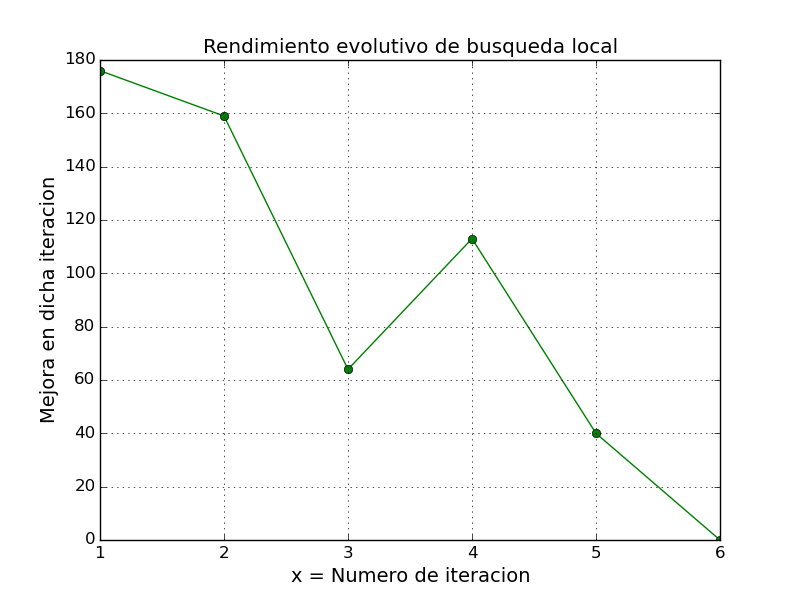 Rendimiento evolutivo de busqueda local
180
160
140
120
100
80
60
40
20
0
Mejora en dicha iteracion
1 2 3 4 5 6
x = Numero de iteracion